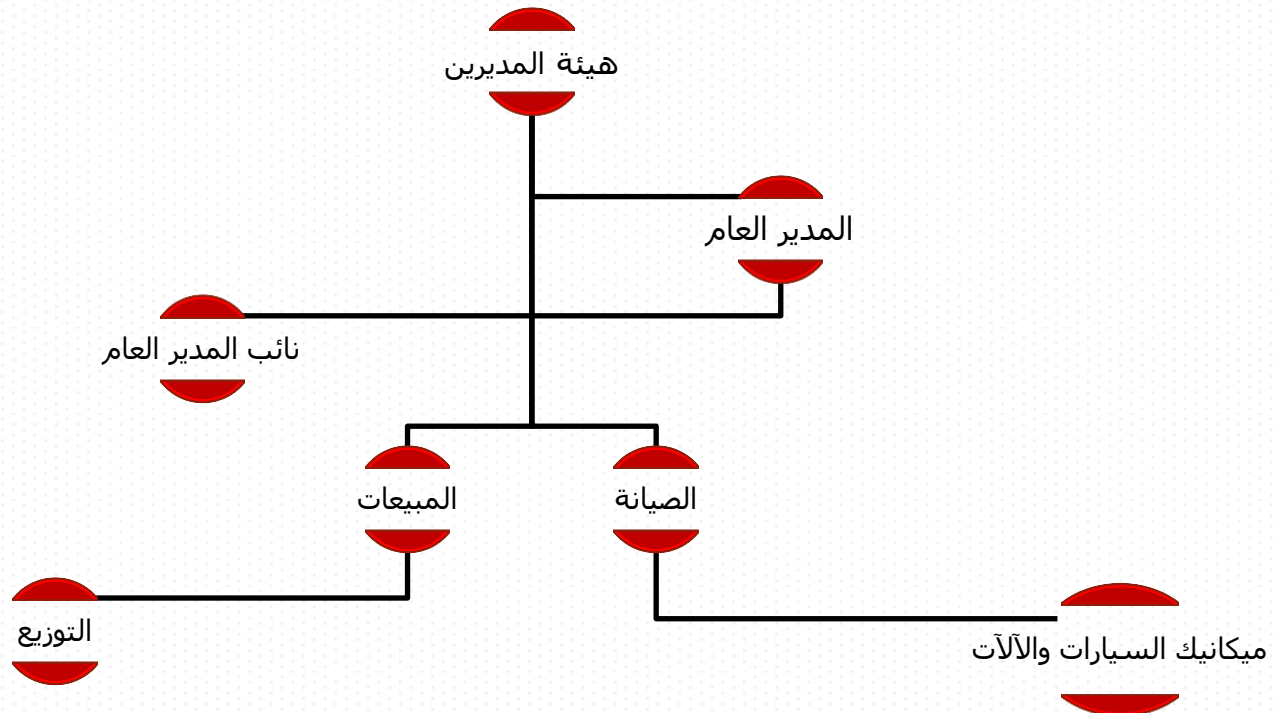 هيئة المديرين
المدير العام
نائب المدير العام
الصيانة
المبيعات
التوزيع
ميكانيك السيارات والآلآت